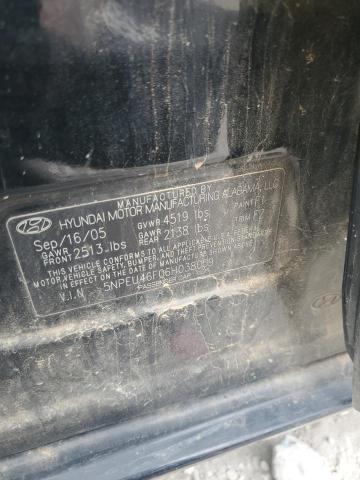 MANUFACTURED BY
HYUNDAI MOTOR MANUFACTURING ALABAMA, LLC
Sep/16/05 GVWR 4519 lbs PAINT F1
GAWR FRONT 2513 lbs GAWR REAR 2138 lbs TRIM FZ
THIS VEHICLE CONFORMS TO ALL APPLICABLE FEDERAL
MOTOR VEHICLE SAFETY, BUMPER, AND THEFT PREVENTION
STANDARDS IN EFFECT ON THE DATE OF MANUFACTURE
V.I.N
PASSENGER CAR